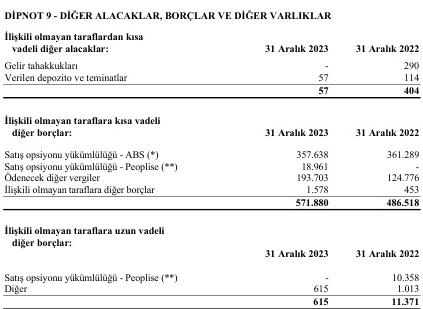 DİPNOT 9 - DİĞER ALACAKLAR, BORÇLAR VE DİĞER VARLIKLAR
İlişkili olmayan taraflardan kısa
vadeli diğer alacaklar: 31 Aralık 2023 31 Aralık 2022
Gelir tahakkukları - 290
Verilen depozito ve teminatlar 57 114
57 404
İlişkili olmayan taraflara kısa vadeli
diğer borçlar: 31 Aralık 2023 31 Aralık 2022
Satış opsiyonu yükümlülüğü - ABS (*) 357.638 361.289
Satış opsiyonu yükümlülüğü - Peoplise (**) 18.961 -
Ödenecek diğer vergiler 193.703 124.776
İlişkili olmayan taraflara diğer borçlar 1.578 453
571.880 486.518
İlişkili olmayan taraflara uzun vadeli
diğer borçlar:
31 Aralık 2023 31 Aralık 2022
Satış opsiyonu yükümlülüğü - Peoplise (**) - 10.358
Diğer 615 1.013
615 11.371